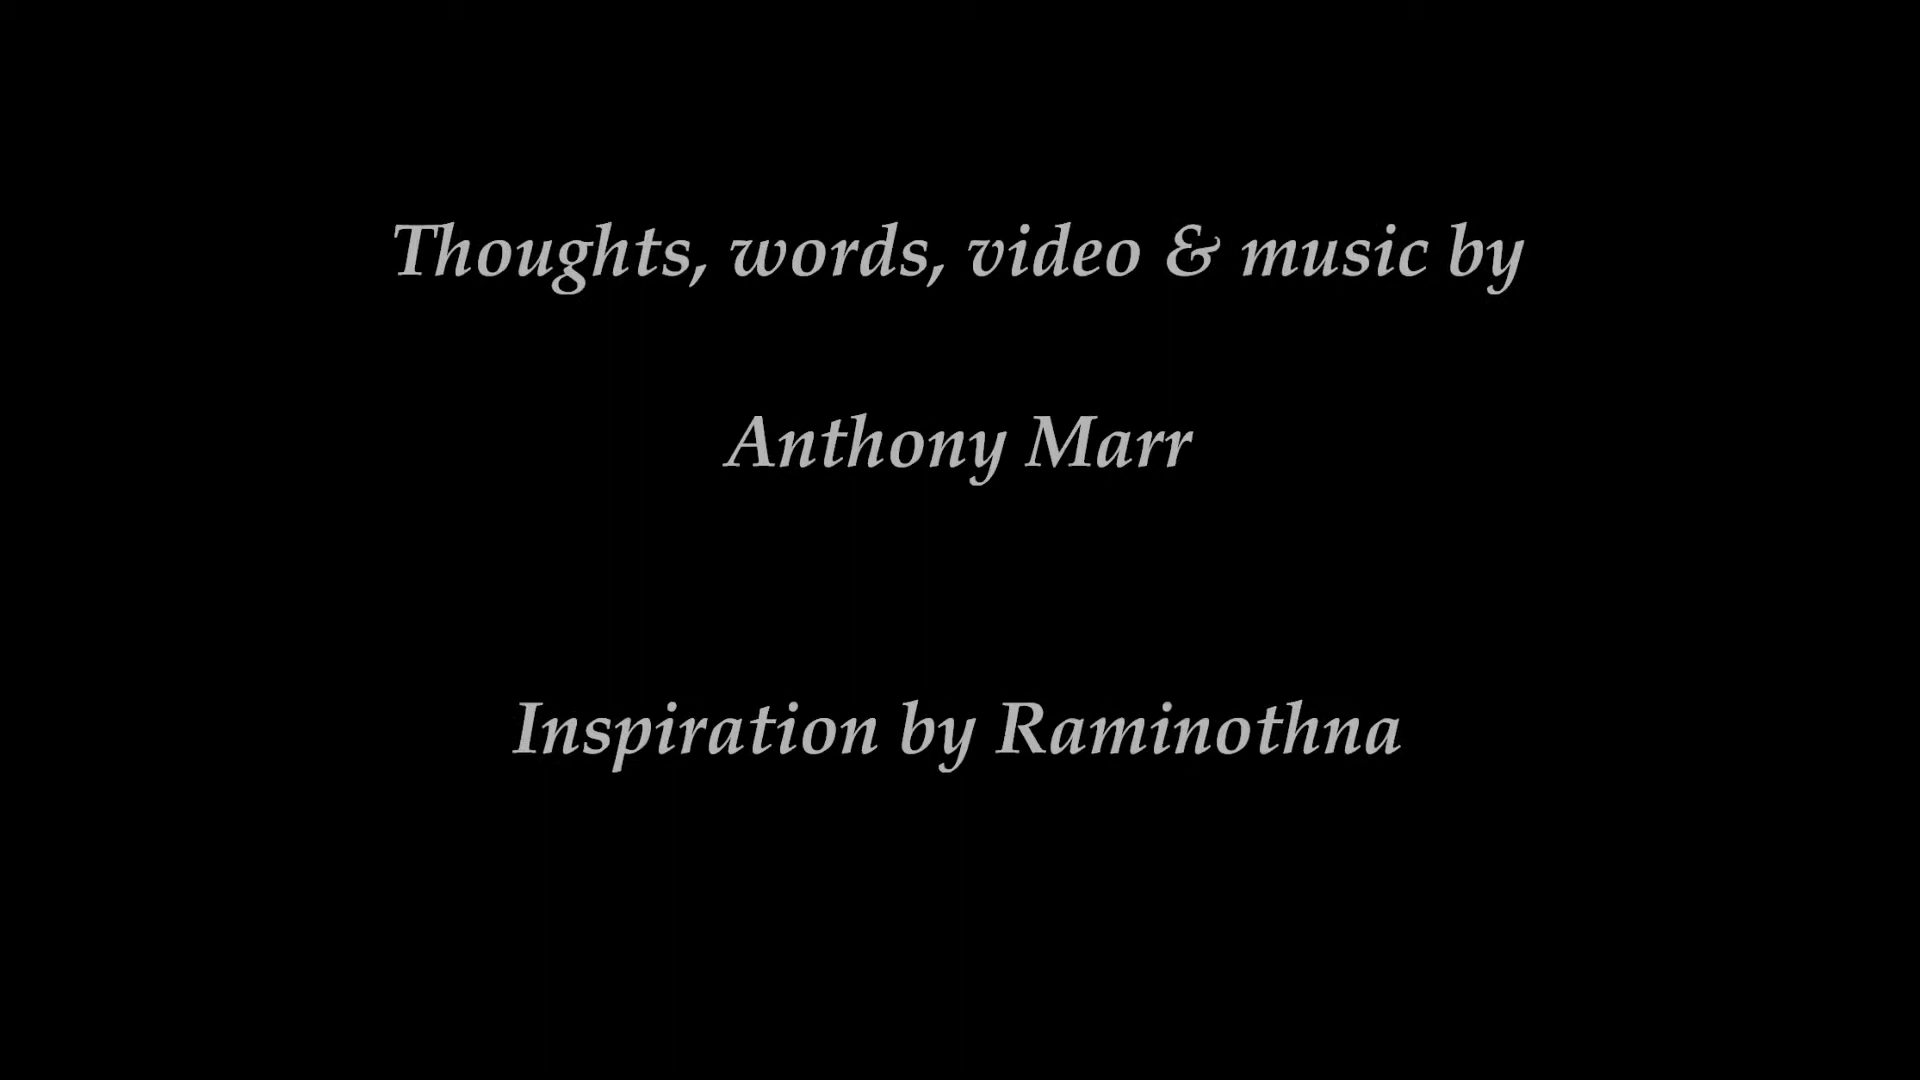 Thoughts, words, video & music by
Anthony Marr
Inspiration by Raminothna